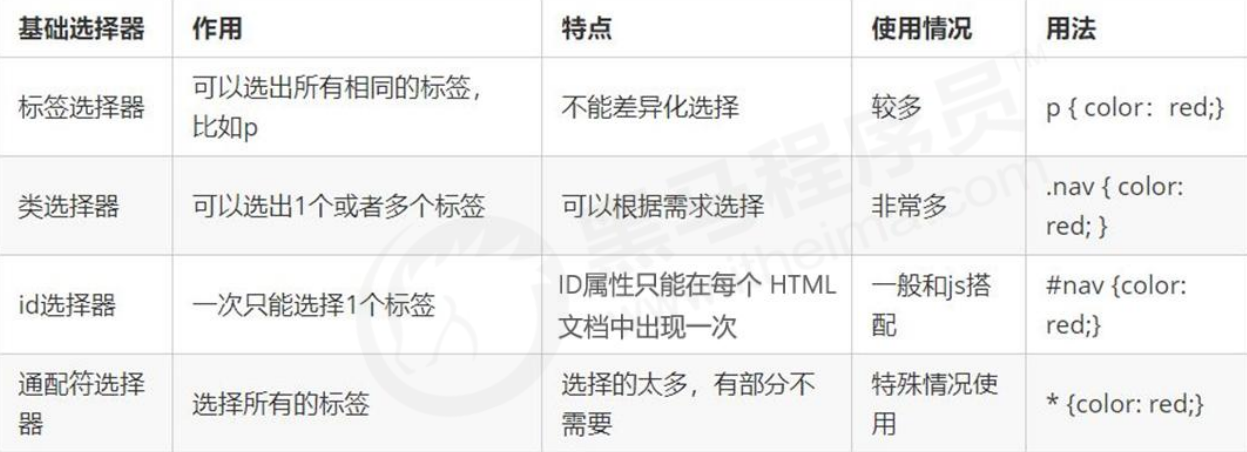 基础选择器 作用 特点 使用情况 用法
标签选择器 可以选出所有相同的标签，
比如p 不能差异化选择 较多 p { color：red;}
类选择器 可以选出1个或者多个标签 可以根据需求选择 非常多 .nav { color:
red; }
id选择器 一次只能选择1个标签 ID属性只能在每个 HTML
文档中出现一次 一般和js搭
配 #nav {color:
red;}
通配符选择
器 选择所有的标签 选择的太多，有部分不
需要 特殊情况使
用 * {color: red;}
黑马程序员™
www.itheima.com